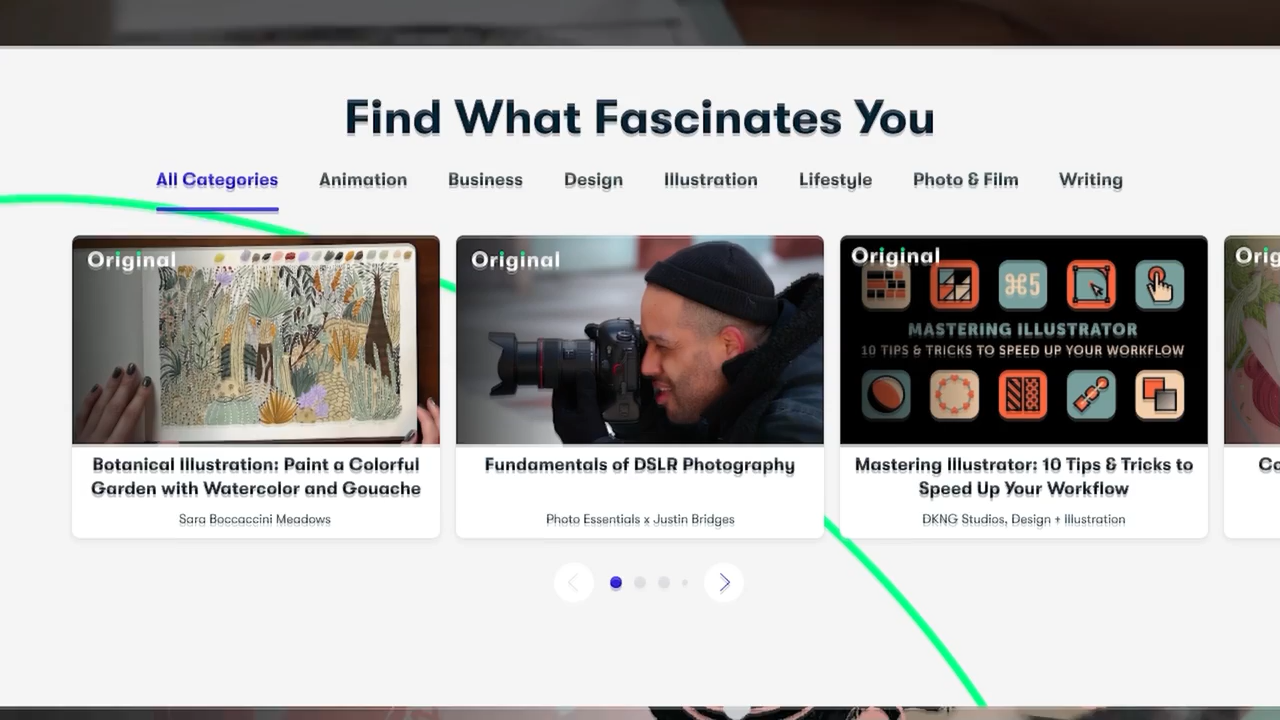 Find What Fascinates You
All Categories Animation Business Design Illustration Lifestyle Photo & Film Writing
Original
Original
Original
⌘5
MASTERING ILLUSTRATOR
10 TIPS & TRICKS TO SPEED UP YOUR WORKFLOW
Botanical Illustration: Paint a Colorful
Garden with Watercolor and Gouache
Sara Boccaccini Meadows
Fundamentals of DSLR Photography
Photo Essentials x Justin Bridges
Mastering Illustrator: 10 Tips & Tricks to
Speed Up Your Workflow
DKNG Studios, Design + Illustration